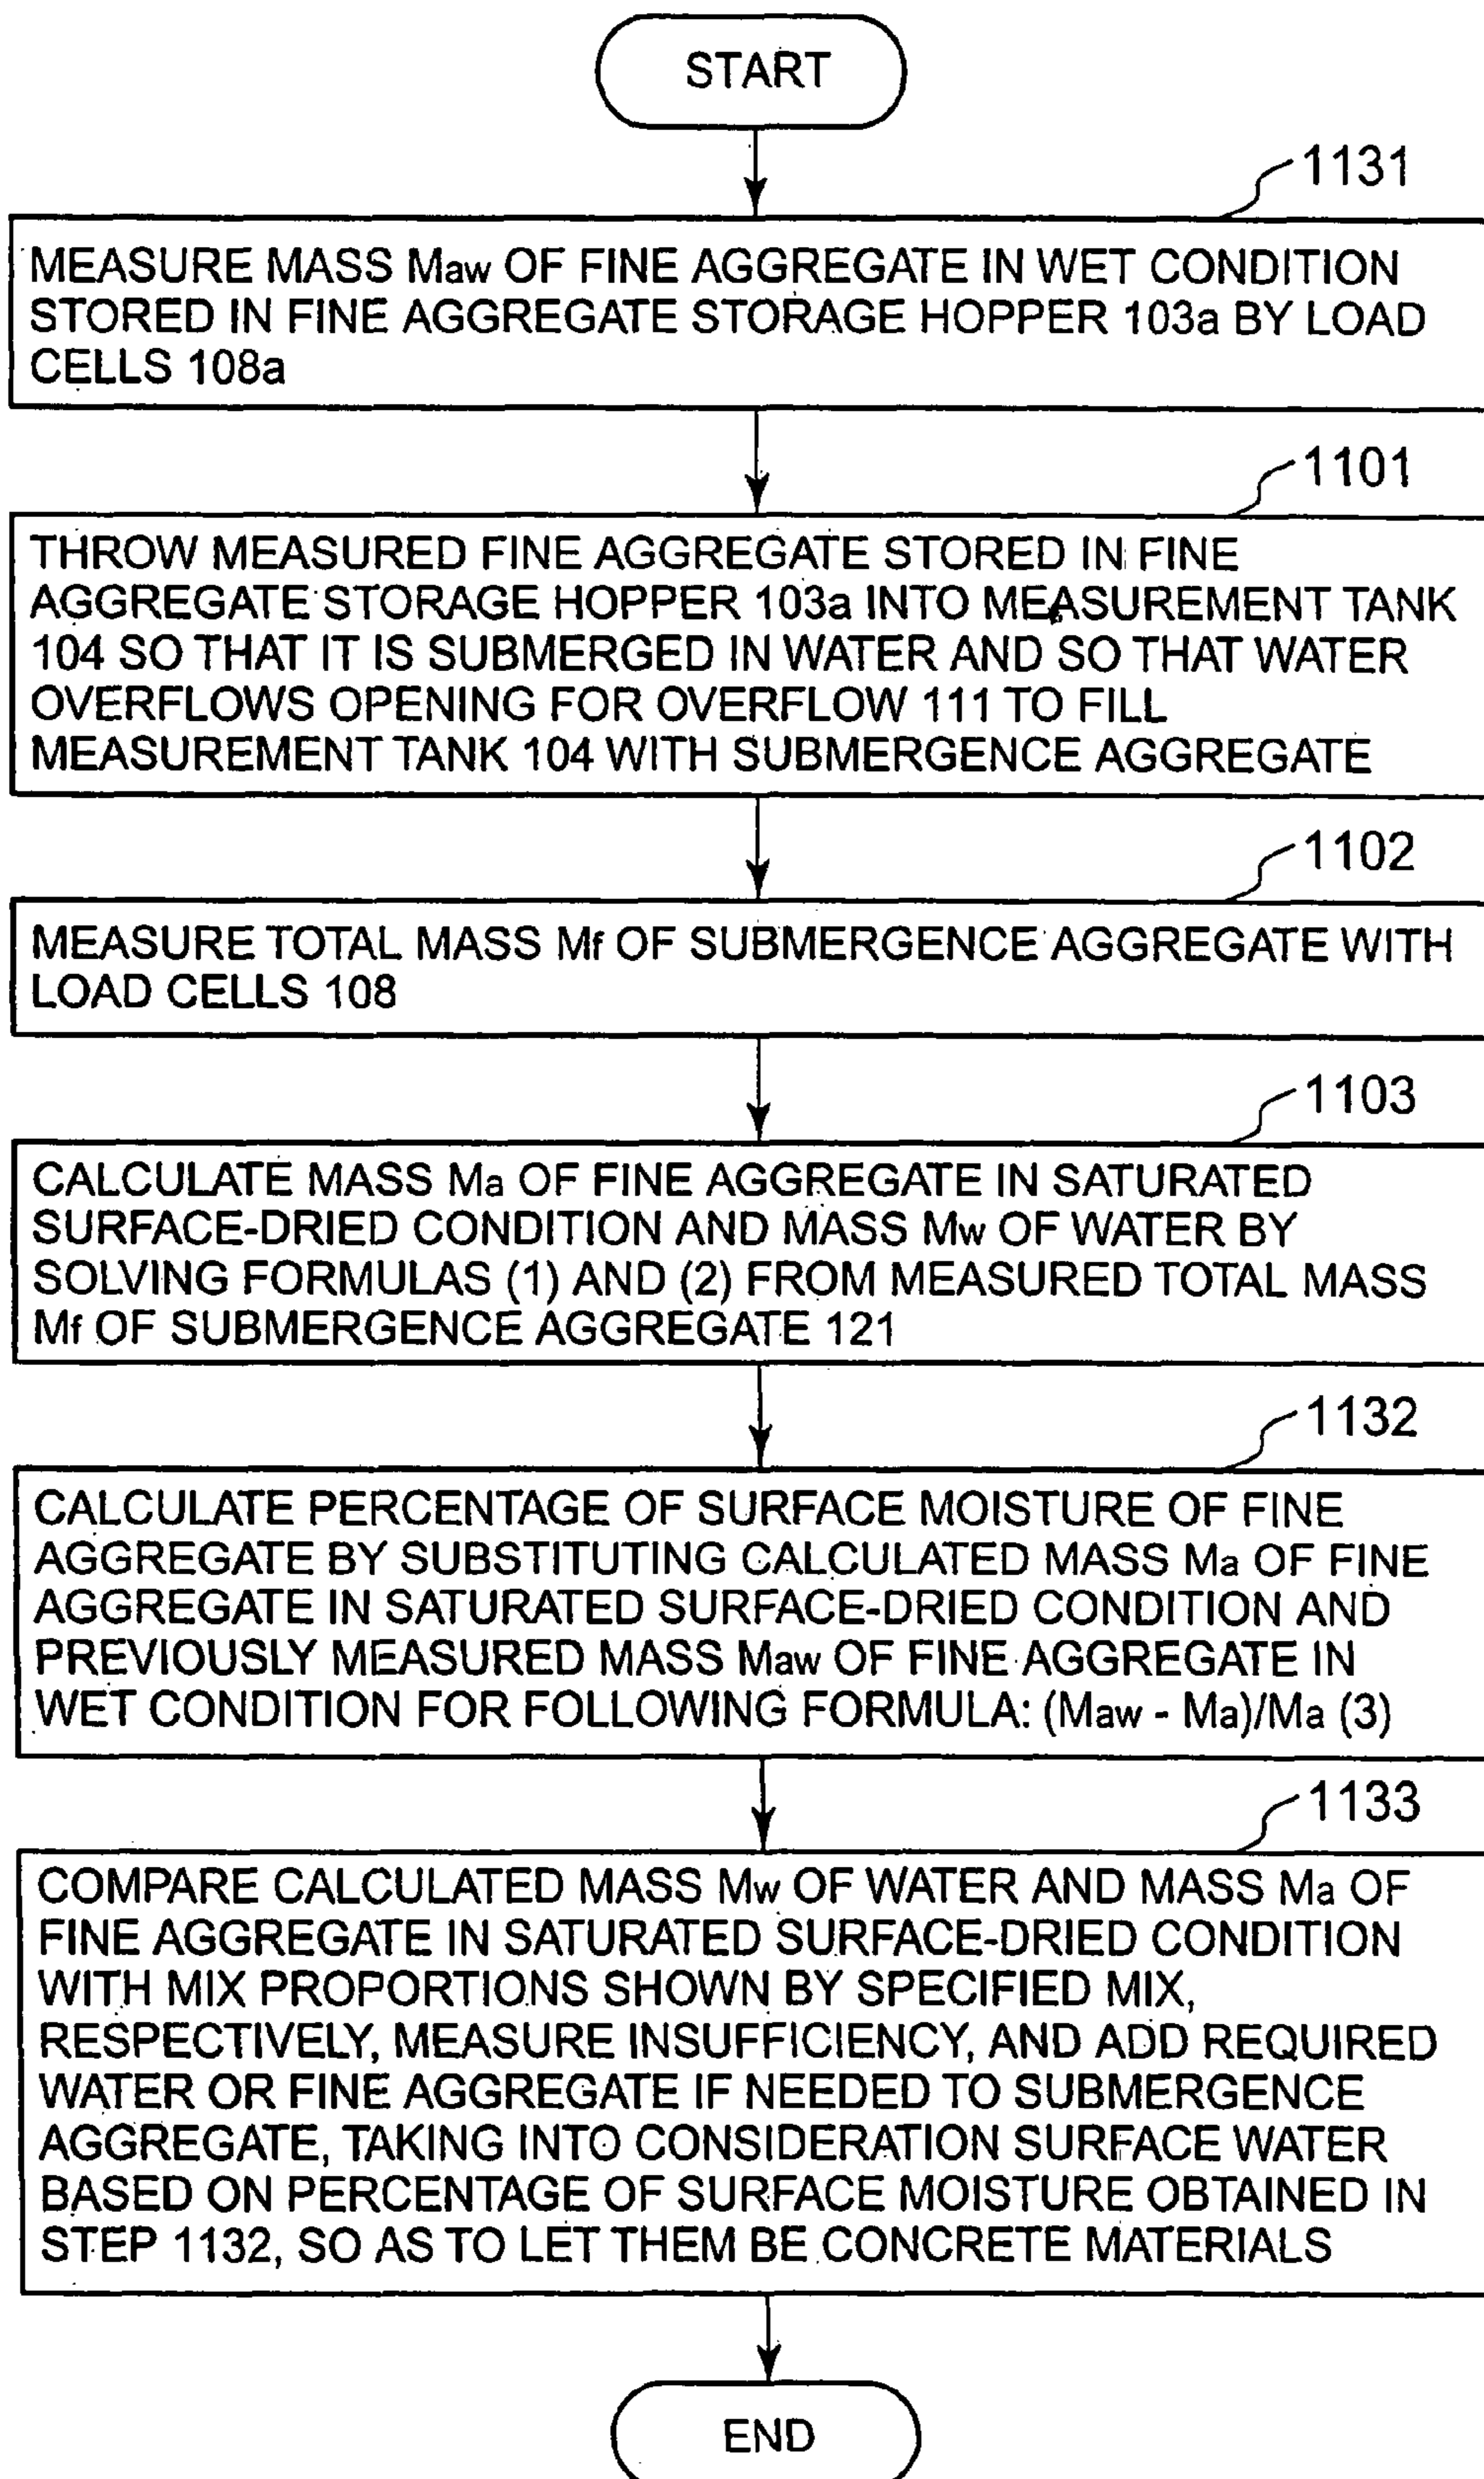 START
1131
MEASURE MASS Maw OF FINE AGGREGATE IN WET CONDITION
STORED IN FINE AGGREGATE STORAGE HOPPER 103a BY LOAD
CELLS 108a
1101
THROW MEASURED FINE AGGREGATE STORED IN FINE
AGGREGATE STORAGE HOPPER 103a INTO MEASUREMENT TANK
104 SO THAT IT IS SUBMERGED IN WATER AND SO THAT WATER
OVERFLOWS OPENING FOR OVERFLOW 111 TO FILL
MEASUREMENT TANK 104 WITH SUBMERGENCE AGGREGATE
1102
MEASURE TOTAL MASS Mf OF SUBMERGENCE AGGREGATE WITH
LOAD CELLS 108
1103
CALCULATE MASS Ma OF FINE AGGREGATE IN SATURATED
SURFACE-DRIED CONDITION AND MASS Mw OF WATER BY
SOLVING FORMULAS (1) AND (2) FROM MEASURED TOTAL MASS
Mf OF SUBMERGENCE AGGREGATE 121
1132
CALCULATE PERCENTAGE OF SURFACE MOISTURE OF FINE
AGGREGATE BY SUBSTITUTING CALCULATED MASS Ma OF FINE
AGGREGATE IN SATURATED SURFACE-DRIED CONDITION AND
PREVIOUSLY MEASURED MASS Maw OF FINE AGGREGATE IN
WET CONDITION FOR FOLLOWING FORMULA: (Maw - Ma)/Ma (3)
1133
COMPARE CALCULATED MASS Mw OF WATER AND MASS Ma OF
FINE AGGREGATE IN SATURATED SURFACE-DRIED CONDITION
WITH MIX PROPORTIONS SHOWN BY SPECIFIED MIX,
RESPECTIVELY, MEASURE INSUFFICIENCY, AND ADD REQUIRED
WATER OR FINE AGGREGATE IF NEEDED TO SUBMERGENCE
AGGREGATE, TAKING INTO CONSIDERATION SURFACE WATER
BASED ON PERCENTAGE OF SURFACE MOISTURE OBTAINED IN
STEP 1132, SO AS TO LET THEM BE CONCRETE MATERIALS
END